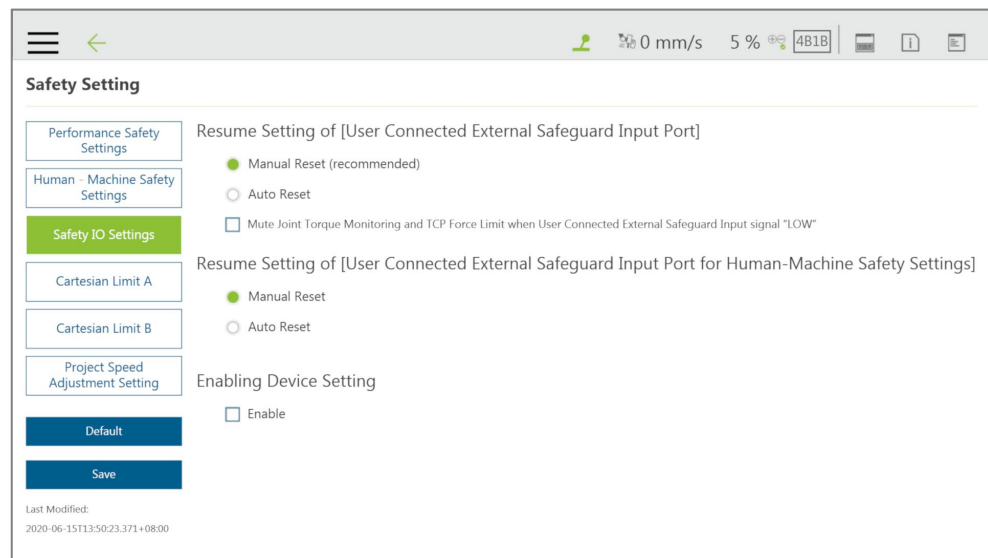 0 mm/s 5 % 4B1B
Safety Setting
Performance Safety
Settings
Human - Machine Safety
Settings
Safety IO Settings
Cartesian Limit A
Cartesian Limit B
Project Speed
Adjustment Setting
Default
Save
Last Modified:
2020-06-15T13:50:23.371+08:00
Resume Setting of [User Connected External Safeguard Input Port]
Manual Reset (recommended)
Auto Reset
Mute Joint Torque Monitoring and TCP Force Limit when User Connected External Safeguard Input signal "LOW"
Resume Setting of [User Connected External Safeguard Input Port for Human-Machine Safety Settings]
Manual Reset
Auto Reset
Enabling Device Setting
Enable